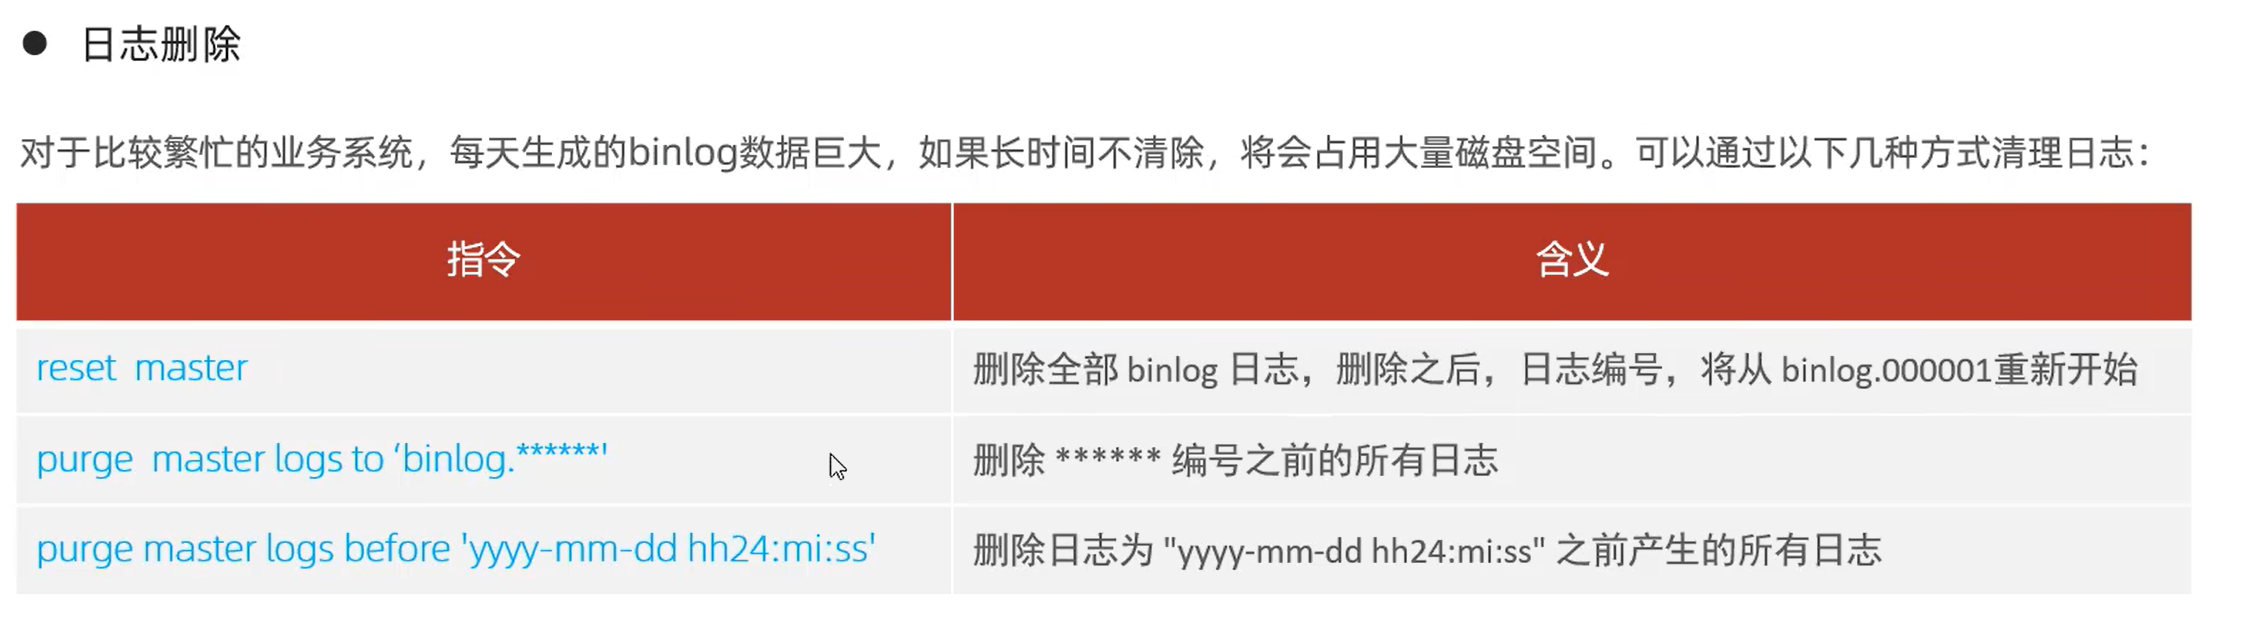 ● 日志删除
对于比较繁忙的业务系统，每天生成的binlog数据巨大，如果长时间不清除，将会占用大量磁盘空间。可以通过以下几种方式清理日志：
指令 含义
reset master 删除全部 binlog 日志，删除之后，日志编号，将从 binlog.000001重新开始
purge master logs to ‘binlog.******' 删除 ****** 编号之前的所有日志
purge master logs before 'yyyy-mm-dd hh24:mi:ss' 删除日志为 "yyyy-mm-dd hh24:mi:ss" 之前产生的所有日志